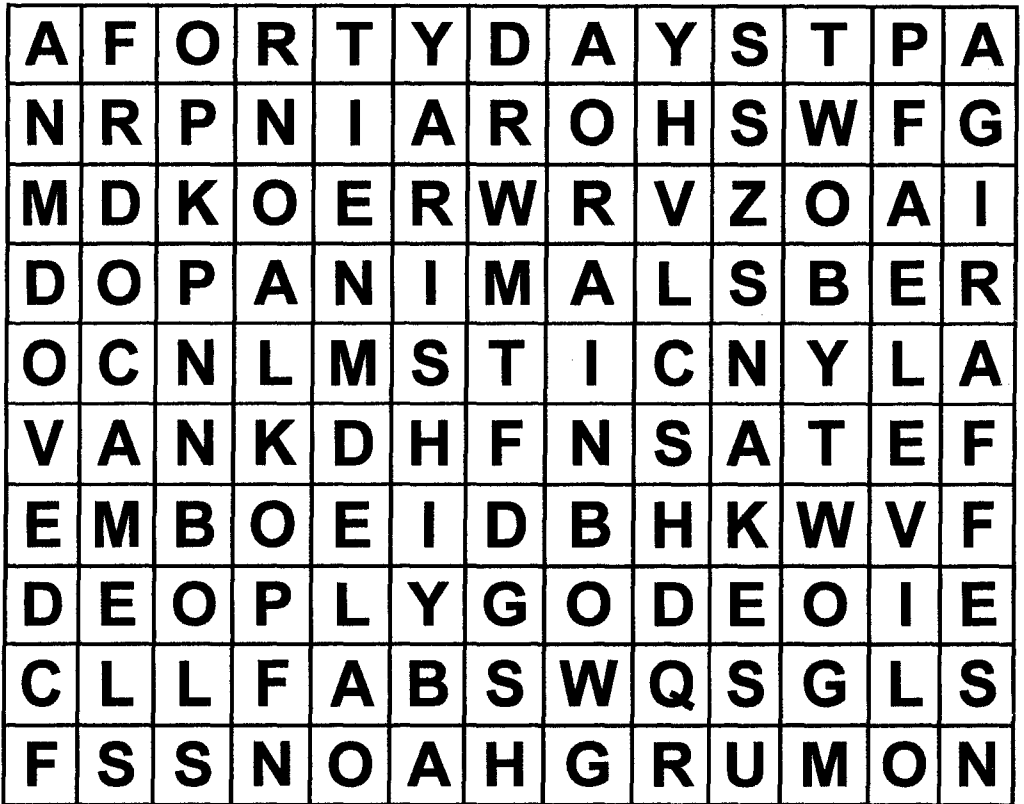 A F O R T Y D A Y S T P A
N R P N I A R O H S W F G
M D K O E R W R V Z O A I
D O P A N I M A L S B E R
O C N L M S T I C N Y L A
V A N K D H F N S A T E F
E M B O E I D B H K W V F
D E O P L Y G O D E O I E
C L L F A B S W Q S G L S
F S S N O A H G R U M O N